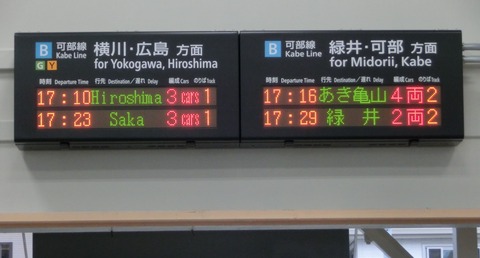 B 可部線 横川・広島 方面
G Y Kabe Line for Yokogawa, Hiroshima
時刻 Departure Time 行先 Destination/遅れ Delay 編成 Cars のりば Track
17:10 Hiroshima 3 cars 1
17:23 Saka 3 cars 1
B 可部線 緑井・可部 方面
Kabe Line for Midorii, Kabe
時刻 Departure Time 行先 Destination/遅れ Delay 編成 Cars のりば Track
17:16 あき亀山 4両 2
17:29 緑井 2両 2